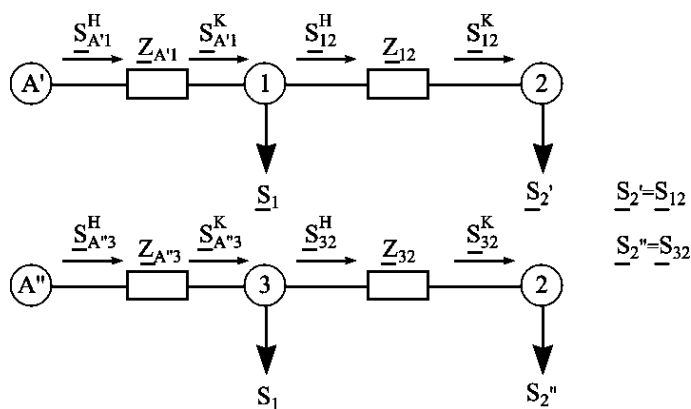 S^H_A'1 Z_A'1 S^K_A'1 S^H_12 Z_12 S^K_12
A' 1 2
S_1 S_2' S_2'=S_12
S^H_A"3 Z_A"3 S^K_A"3 S^H_32 Z_32 S^K_32 S_2"=S_32
A" 3 2
S_1 S_2"